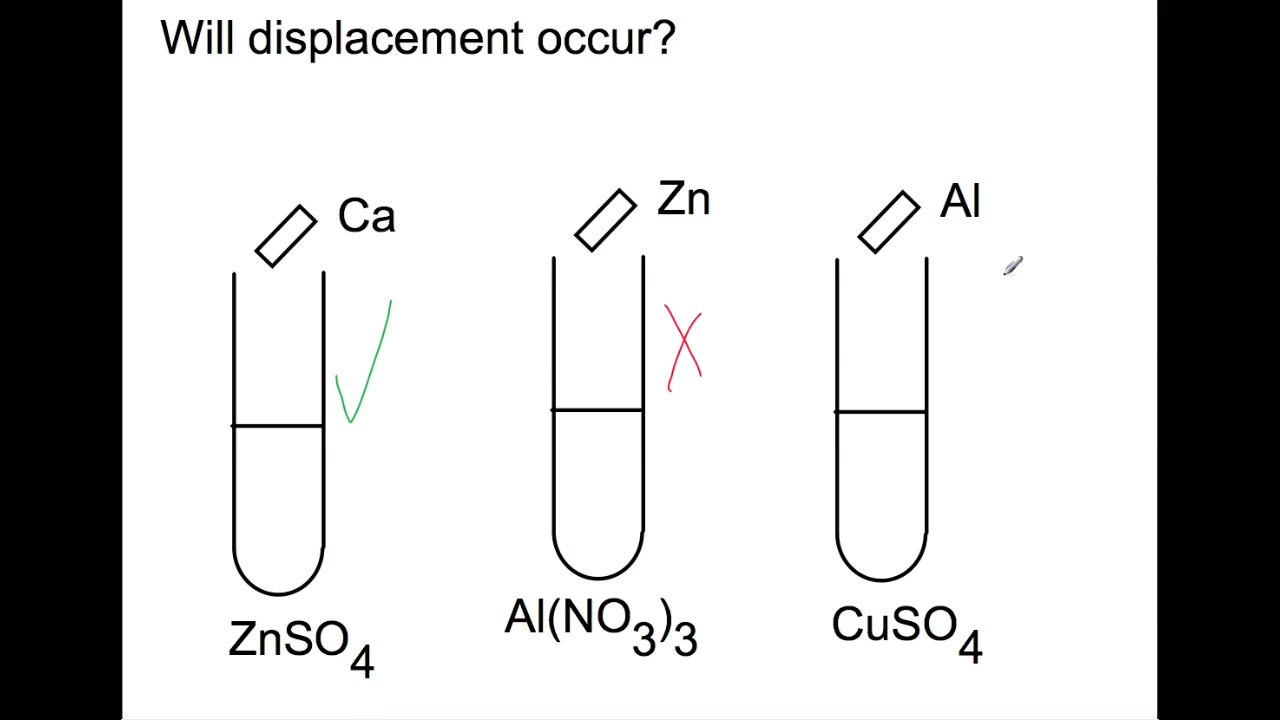 Will displacement occur?
Ca
Zn
Al
ZnSO4
Al(NO3)3
CuSO4